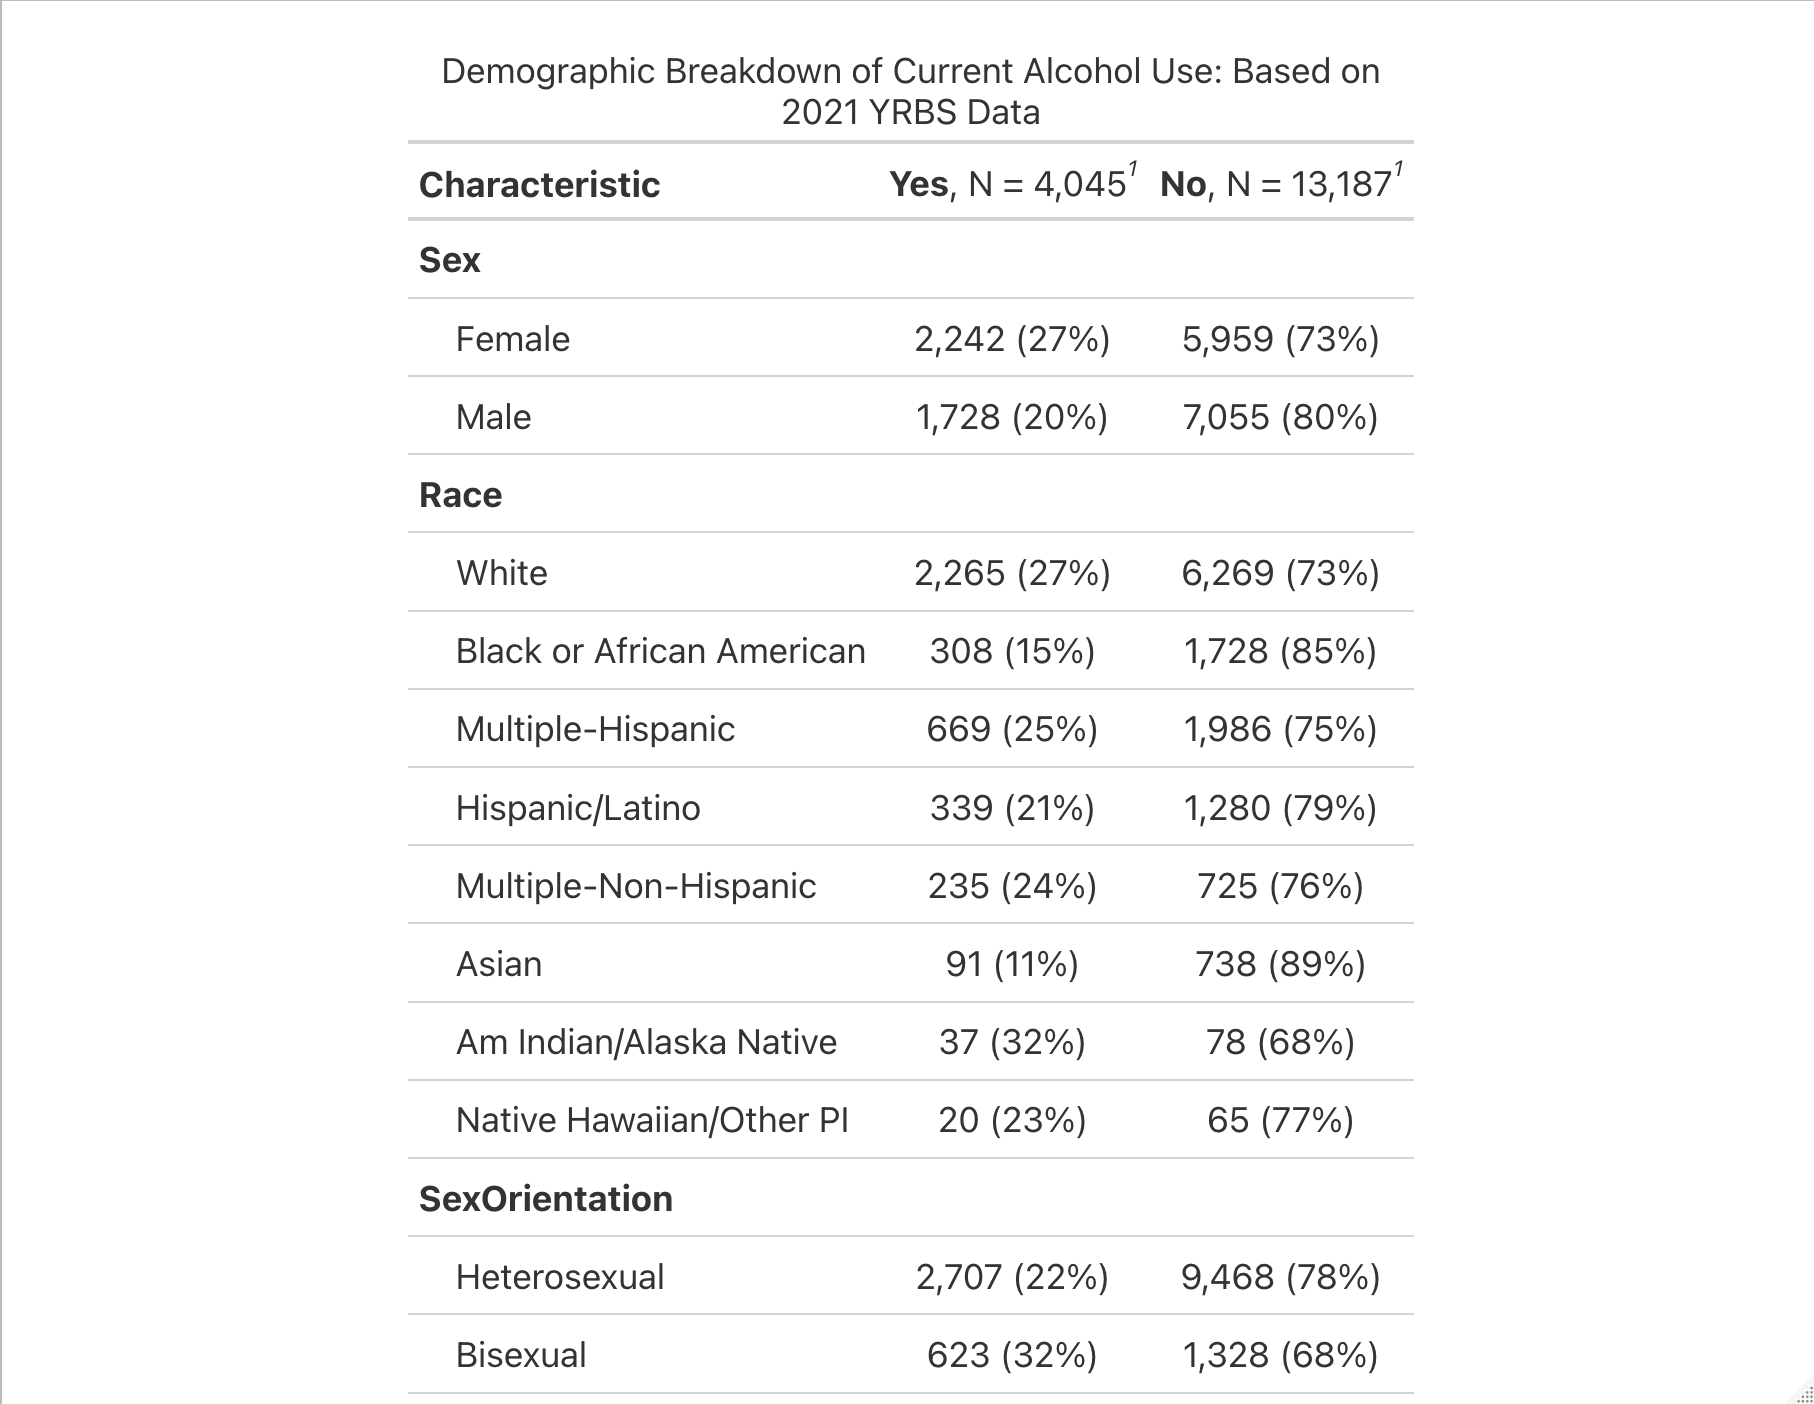 Demographic Breakdown of Current Alcohol Use: Based on
2021 YRBS Data
Characteristic Yes, N = 4,045¹ No, N = 13,187¹
Sex
Female 2,242 (27%) 5,959 (73%)
Male 1,728 (20%) 7,055 (80%)
Race
White 2,265 (27%) 6,269 (73%)
Black or African American 308 (15%) 1,728 (85%)
Multiple-Hispanic 669 (25%) 1,986 (75%)
Hispanic/Latino 339 (21%) 1,280 (79%)
Multiple-Non-Hispanic 235 (24%) 725 (76%)
Asian 91 (11%) 738 (89%)
Am Indian/Alaska Native 37 (32%) 78 (68%)
Native Hawaiian/Other PI 20 (23%) 65 (77%)
SexOrientation
Heterosexual 2,707 (22%) 9,468 (78%)
Bisexual 623 (32%) 1,328 (68%)